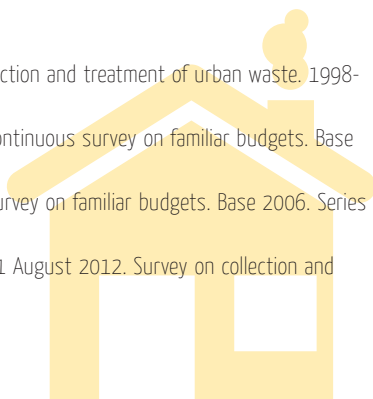 ction and treatment of urban waste. 1998-
ontinuous survey on familiar budgets. Base
urvey on familiar budgets. Base 2006. Series
1 August 2012. Survey on collection and